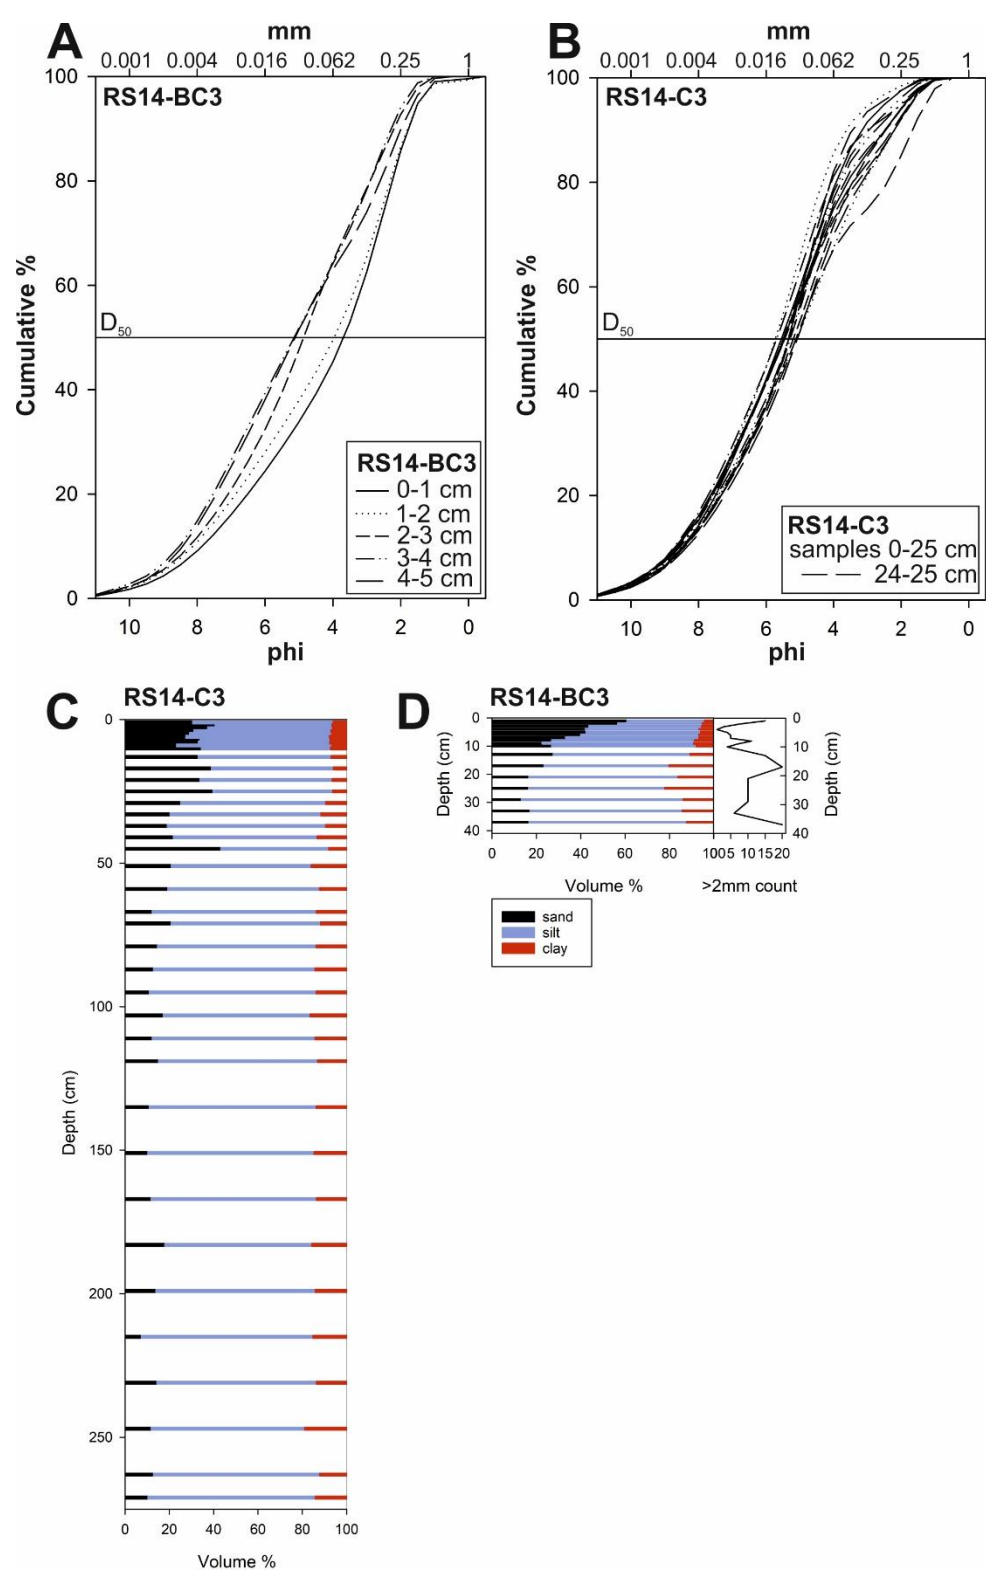 A
mm
0.001 0.004 0.016 0.062 0.25 1
RS14-BC3
100
80
60
40
20
0
Cumulative %
D50
RS14-BC3
0-1 cm
1-2 cm
2-3 cm
3-4 cm
4-5 cm
10 8 6 4 2 0
phi
B
mm
0.001 0.004 0.016 0.062 0.25 1
RS14-C3
100
80
60
40
20
0
Cumulative %
D50
RS14-C3
samples 0-25 cm
24-25 cm
10 8 6 4 2 0
phi
C
RS14-C3
0
50
100
150
200
250
Depth (cm)
0 20 40 60 80 100
Volume %
D
RS14-BC3
0
10
20
30
40
Depth (cm)
0 20 40 60 80 1005 101520
Volume %
0
10
20
30
40
Depth (cm)
>2mm count
sand
silt
clay